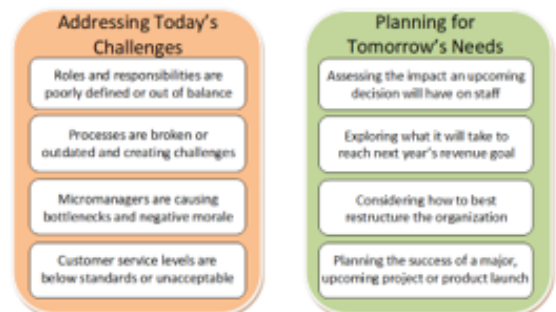 Addressing Today's
Challenges
Roles and responsibilities are
poorly defined or out of balance
Processes are broken or
outdated and creating challenges
Micromanagers are causing
bottlenecks and negative morale
Customer service levels are
below standards or unacceptable
Planning for
Tomorrow's Needs
Assessing the impact an upcoming
decision will have on staff
Exploring what it will take to
reach next year's revenue goal
Considering how to best
restructure the organization
Planning the success of a major,
upcoming project or product launch